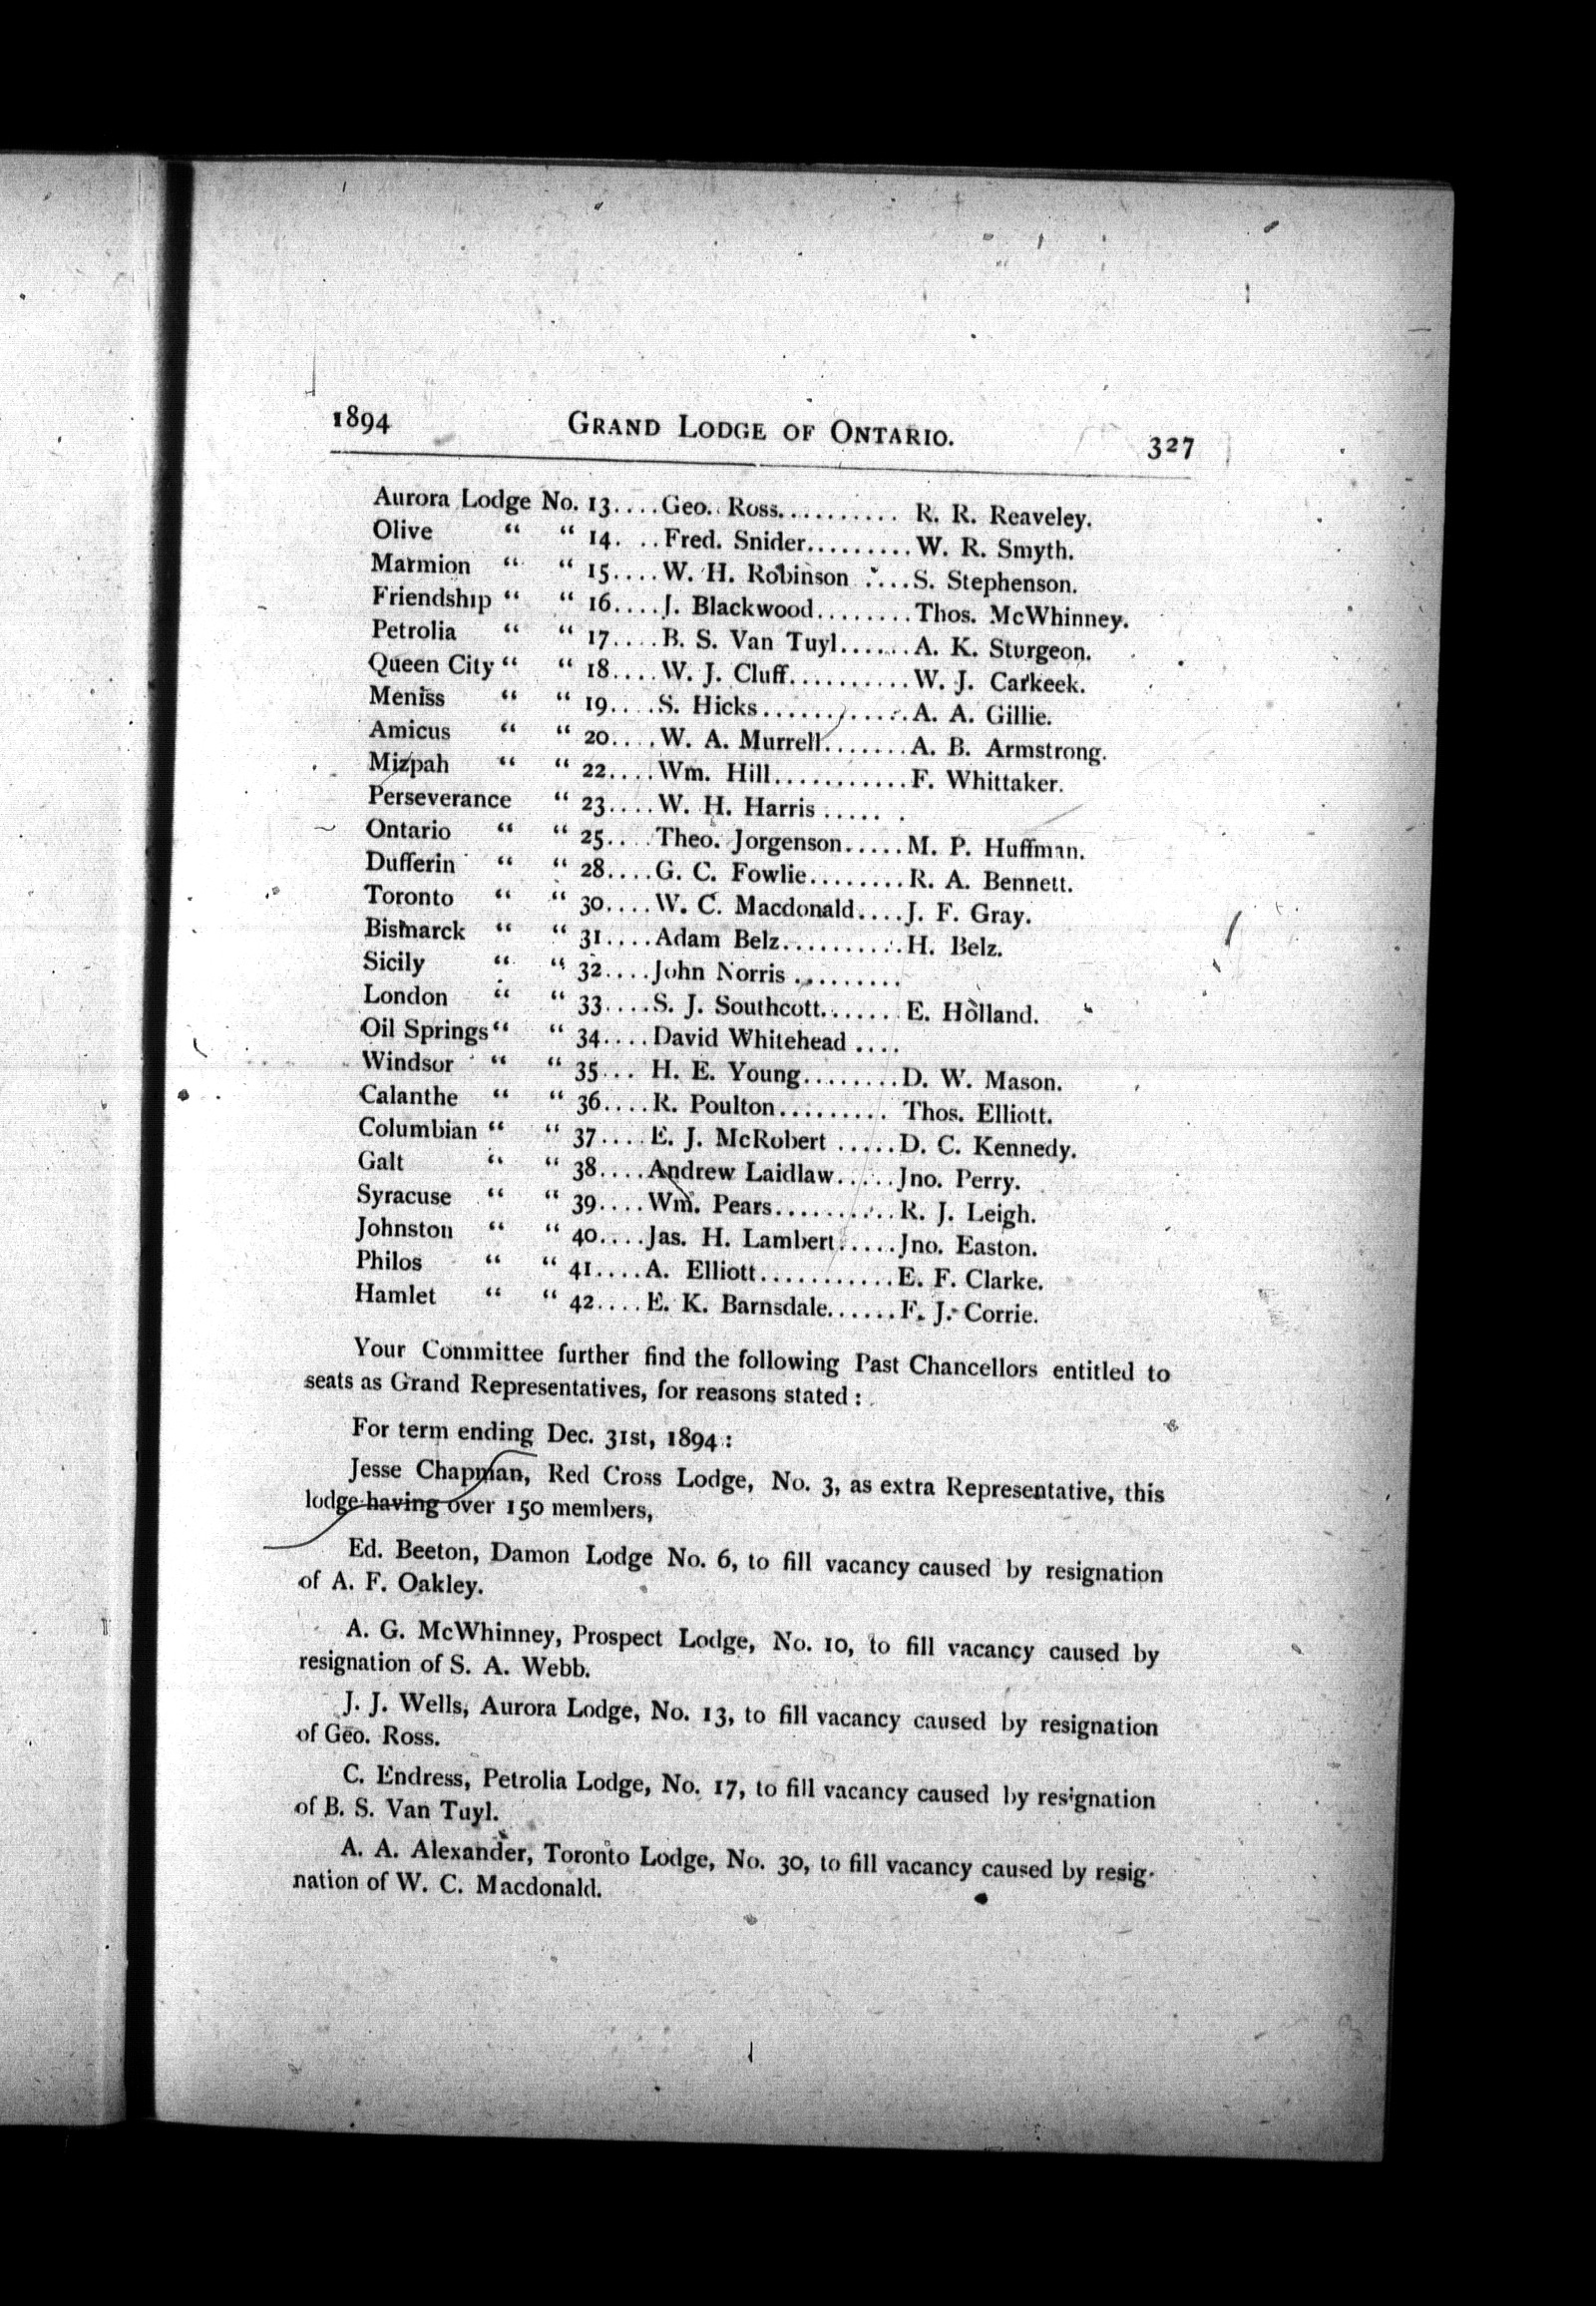 1894 GRAND LODGE OF ONTARIO. 327
Aurora Lodge No. 13....Geo. Ross........... R. R. Reaveley.
Olive " " 14. ..Fred. Snider.........W. R. Smyth.
Marmion " " 15....W. H. Robinson ....S. Stephenson.
Friendship " " 16....J. Blackwood........Thos. McWhinney.
Petrolia " " 17....B. S. Van Tuyl......A. K. Sturgeon.
Queen City " " 18....W. J. Cluff..........W. J. Carkeek.
Meniss " " 19....S. Hicks.............A. A. Gillie.
Amicus " " 20....W. A. Murrell.......A. B. Armstrong.
Mizpah " " 22....Wm. Hill...........F. Whittaker.
Perseverance " 23....W. H. Harris ..... .
Ontario " " 25....Theo. Jorgenson.....M. P. Huffman.
Dufferin " " 28....G. C. Fowlie........R. A. Bennett.
Toronto " " 30....W. C. Macdonald....J. F. Gray.
Bismarck " " 31....Adam Belz..........H. Belz.
Sicily " " 32....John Norris .........
London " " 33....S. J. Southcott.......E. Holland.
Oil Springs " " 34....David Whitehead ....
Windsor " " 35... H. E. Young........D. W. Mason.
Calanthe " " 36....R. Poulton......... Thos. Elliott.
Columbian " " 37....E. J. McRobert .....D. C. Kennedy.
Galt " " 38....Andrew Laidlaw.....Jno. Perry.
Syracuse " " 39....Wm. Pears..........R. J. Leigh.
Johnston " " 40....Jas. H. Lambert.....Jno. Easton.
Philos " " 41....A. Elliott...........E. F. Clarke.
Hamlet " " 42....E. K. Barnsdale......F. J. Corrie.
Your Committee further find the following Past Chancellors entitled to
seats as Grand Representatives, for reasons stated :
For term ending Dec. 31st, 1894 :
Jesse Chapman, Red Cross Lodge, No. 3, as extra Representative, this
lodge having over 150 members,
Ed. Beeton, Damon Lodge No. 6, to fill vacancy caused by resignation
of A. F. Oakley.
A. G. McWhinney, Prospect Lodge, No. 10, to fill vacancy caused by
resignation of S. A. Webb.
J. J. Wells, Aurora Lodge, No. 13, to fill vacancy caused by resignation
of Geo. Ross.
C. Endress, Petrolia Lodge, No. 17, to fill vacancy caused by resignation
of B. S. Van Tuyl.
A. A. Alexander, Toronto Lodge, No. 30, to fill vacancy caused by resig-
nation of W. C. Macdonald.